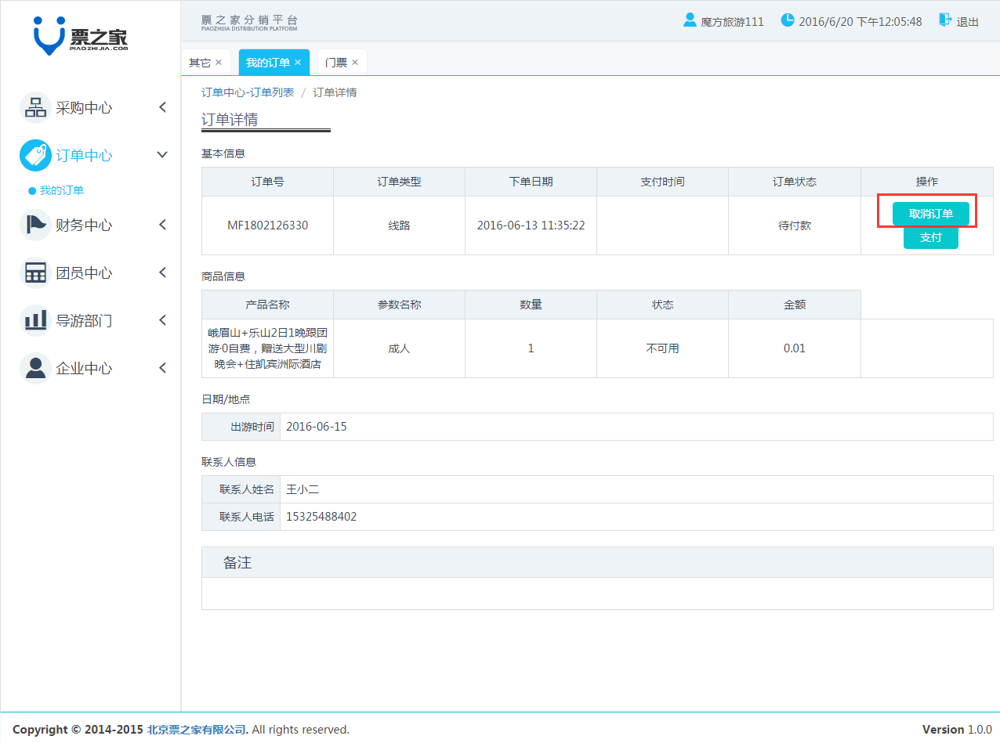 票之家
PIAOZHIJIA.COM
票之家分销平台
PIAOZHIJIA DISTRIBUTION PLATFORM
魔方旅游111 2016/6/20 下午12:05:48 退出
其它 × 我的订单 × 门票 ×
采购中心
订单中心
我的订单
财务中心
团员中心
导游部门
企业中心
订单中心-订单列表 / 订单详情
订单详情
基本信息
订单号 订单类型 下单日期 支付时间 订单状态 操作
MF1802126330 线路 2016-06-13 11:35:22 待付款 取消订单
支付
商品信息
产品名称 参数名称 数量 状态 金额
峨眉山+乐山2日1晚跟团
游·0自费，赠送大型川剧
晚会+住凯宾洲际酒店
成人 1 不可用 0.01
日期/地点
出游时间 2016-06-15
联系人信息
联系人姓名 王小二
联系人电话 15325488402
备注
Copyright © 2014-2015 北京票之家有限公司. All rights reserved. Version 1.0.0